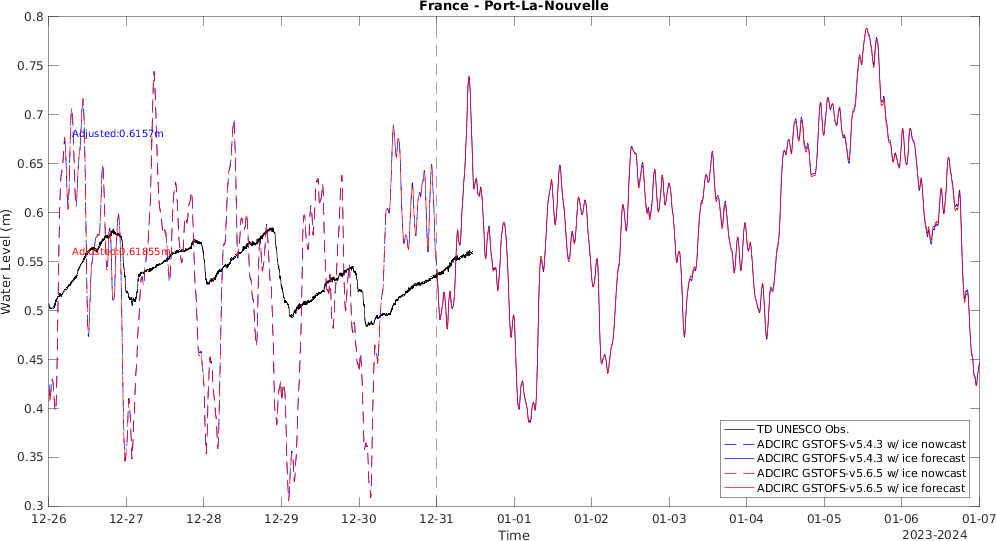 France - Port-La-Nouvelle
Water Level (m)
0.8
0.75
0.7
0.65
0.6
0.55
0.5
0.45
0.4
0.35
0.3
Adjusted:0.6157m
Adjusted:0.61855m
TD UNESCO Obs.
ADCIRC GSTOFS-v5.4.3 w/ ice nowcast
ADCIRC GSTOFS-v5.4.3 w/ ice forecast
ADCIRC GSTOFS-v5.6.5 w/ ice nowcast
ADCIRC GSTOFS-v5.6.5 w/ ice forecast
12-26 12-27 12-28 12-29 12-30 12-31 01-01 01-02 01-03 01-04 01-05 01-06 01-07
Time
2023-2024